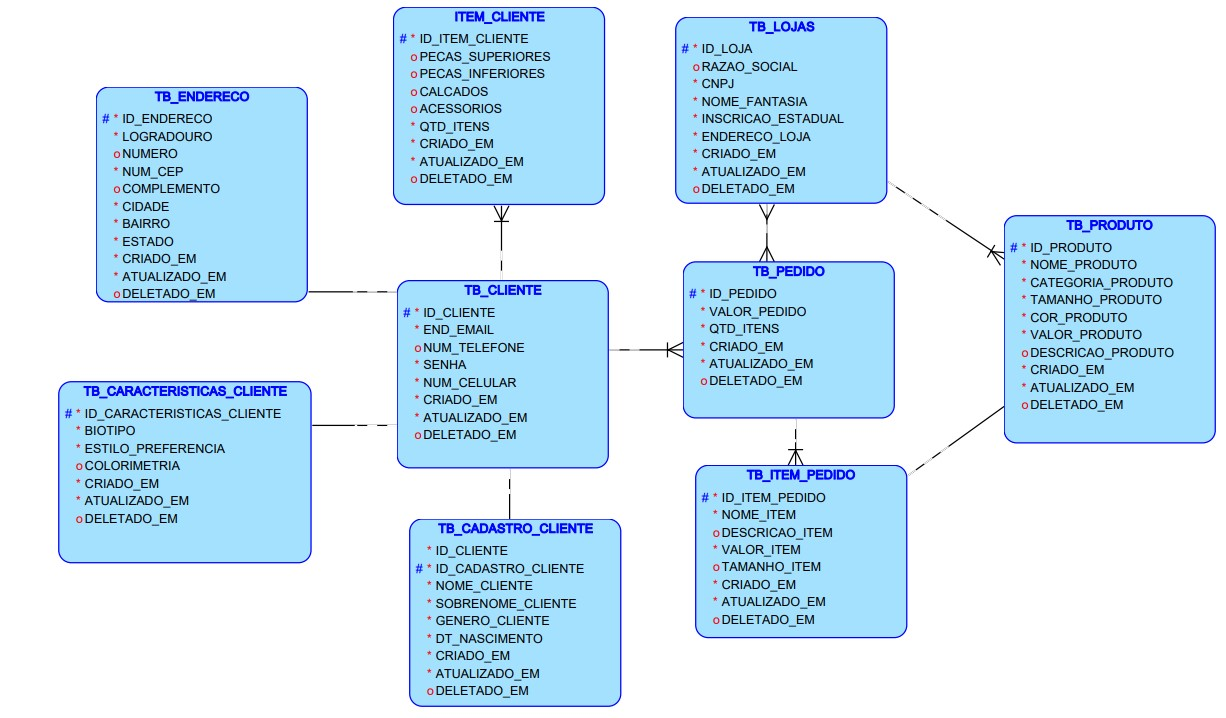 ITEM_CLIENTE
# * ID_ITEM_CLIENTE
o PECAS_SUPERIORES
o PECAS_INFERIORES
o CALCADOS
o ACESSORIOS
* QTD_ITENS
* CRIADO_EM
* ATUALIZADO_EM
o DELETADO_EM
TB_LOJAS
# * ID_LOJA
o RAZAO_SOCIAL
* CNPJ
* NOME_FANTASIA
* INSCRICAO_ESTADUAL
* ENDERECO_LOJA
* CRIADO_EM
* ATUALIZADO_EM
o DELETADO_EM
TB_ENDERECO
# * ID_ENDERECO
* LOGRADOURO
o NUMERO
* NUM_CEP
o COMPLEMENTO
* CIDADE
* BAIRRO
* ESTADO
* CRIADO_EM
* ATUALIZADO_EM
o DELETADO_EM
TB_PRODUTO
# * ID_PRODUTO
* NOME_PRODUTO
* CATEGORIA_PRODUTO
* TAMANHO_PRODUTO
* COR_PRODUTO
* VALOR_PRODUTO
o DESCRICAO_PRODUTO
* CRIADO_EM
* ATUALIZADO_EM
o DELETADO_EM
TB_CLIENTE
# * ID_CLIENTE
* END_EMAIL
o NUM_TELEFONE
* SENHA
* NUM_CELULAR
* CRIADO_EM
* ATUALIZADO_EM
o DELETADO_EM
TB_PEDIDO
# * ID_PEDIDO
* VALOR_PEDIDO
* QTD_ITENS
* CRIADO_EM
* ATUALIZADO_EM
o DELETADO_EM
TB_CARACTERISTICAS_CLIENTE
# * ID_CARACTERISTICAS_CLIENTE
* BIOTIPO
* ESTILO_PREFERENCIA
o COLORIMETRIA
* CRIADO_EM
* ATUALIZADO_EM
o DELETADO_EM
TB_ITEM_PEDIDO
# * ID_ITEM_PEDIDO
* NOME_ITEM
o DESCRICAO_ITEM
* VALOR_ITEM
o TAMANHO_ITEM
* CRIADO_EM
* ATUALIZADO_EM
o DELETADO_EM
TB_CADASTRO_CLIENTE
* ID_CLIENTE
# * ID_CADASTRO_CLIENTE
* NOME_CLIENTE
* SOBRENOME_CLIENTE
* GENERO_CLIENTE
* DT_NASCIMENTO
* CRIADO_EM
* ATUALIZADO_EM
o DELETADO_EM